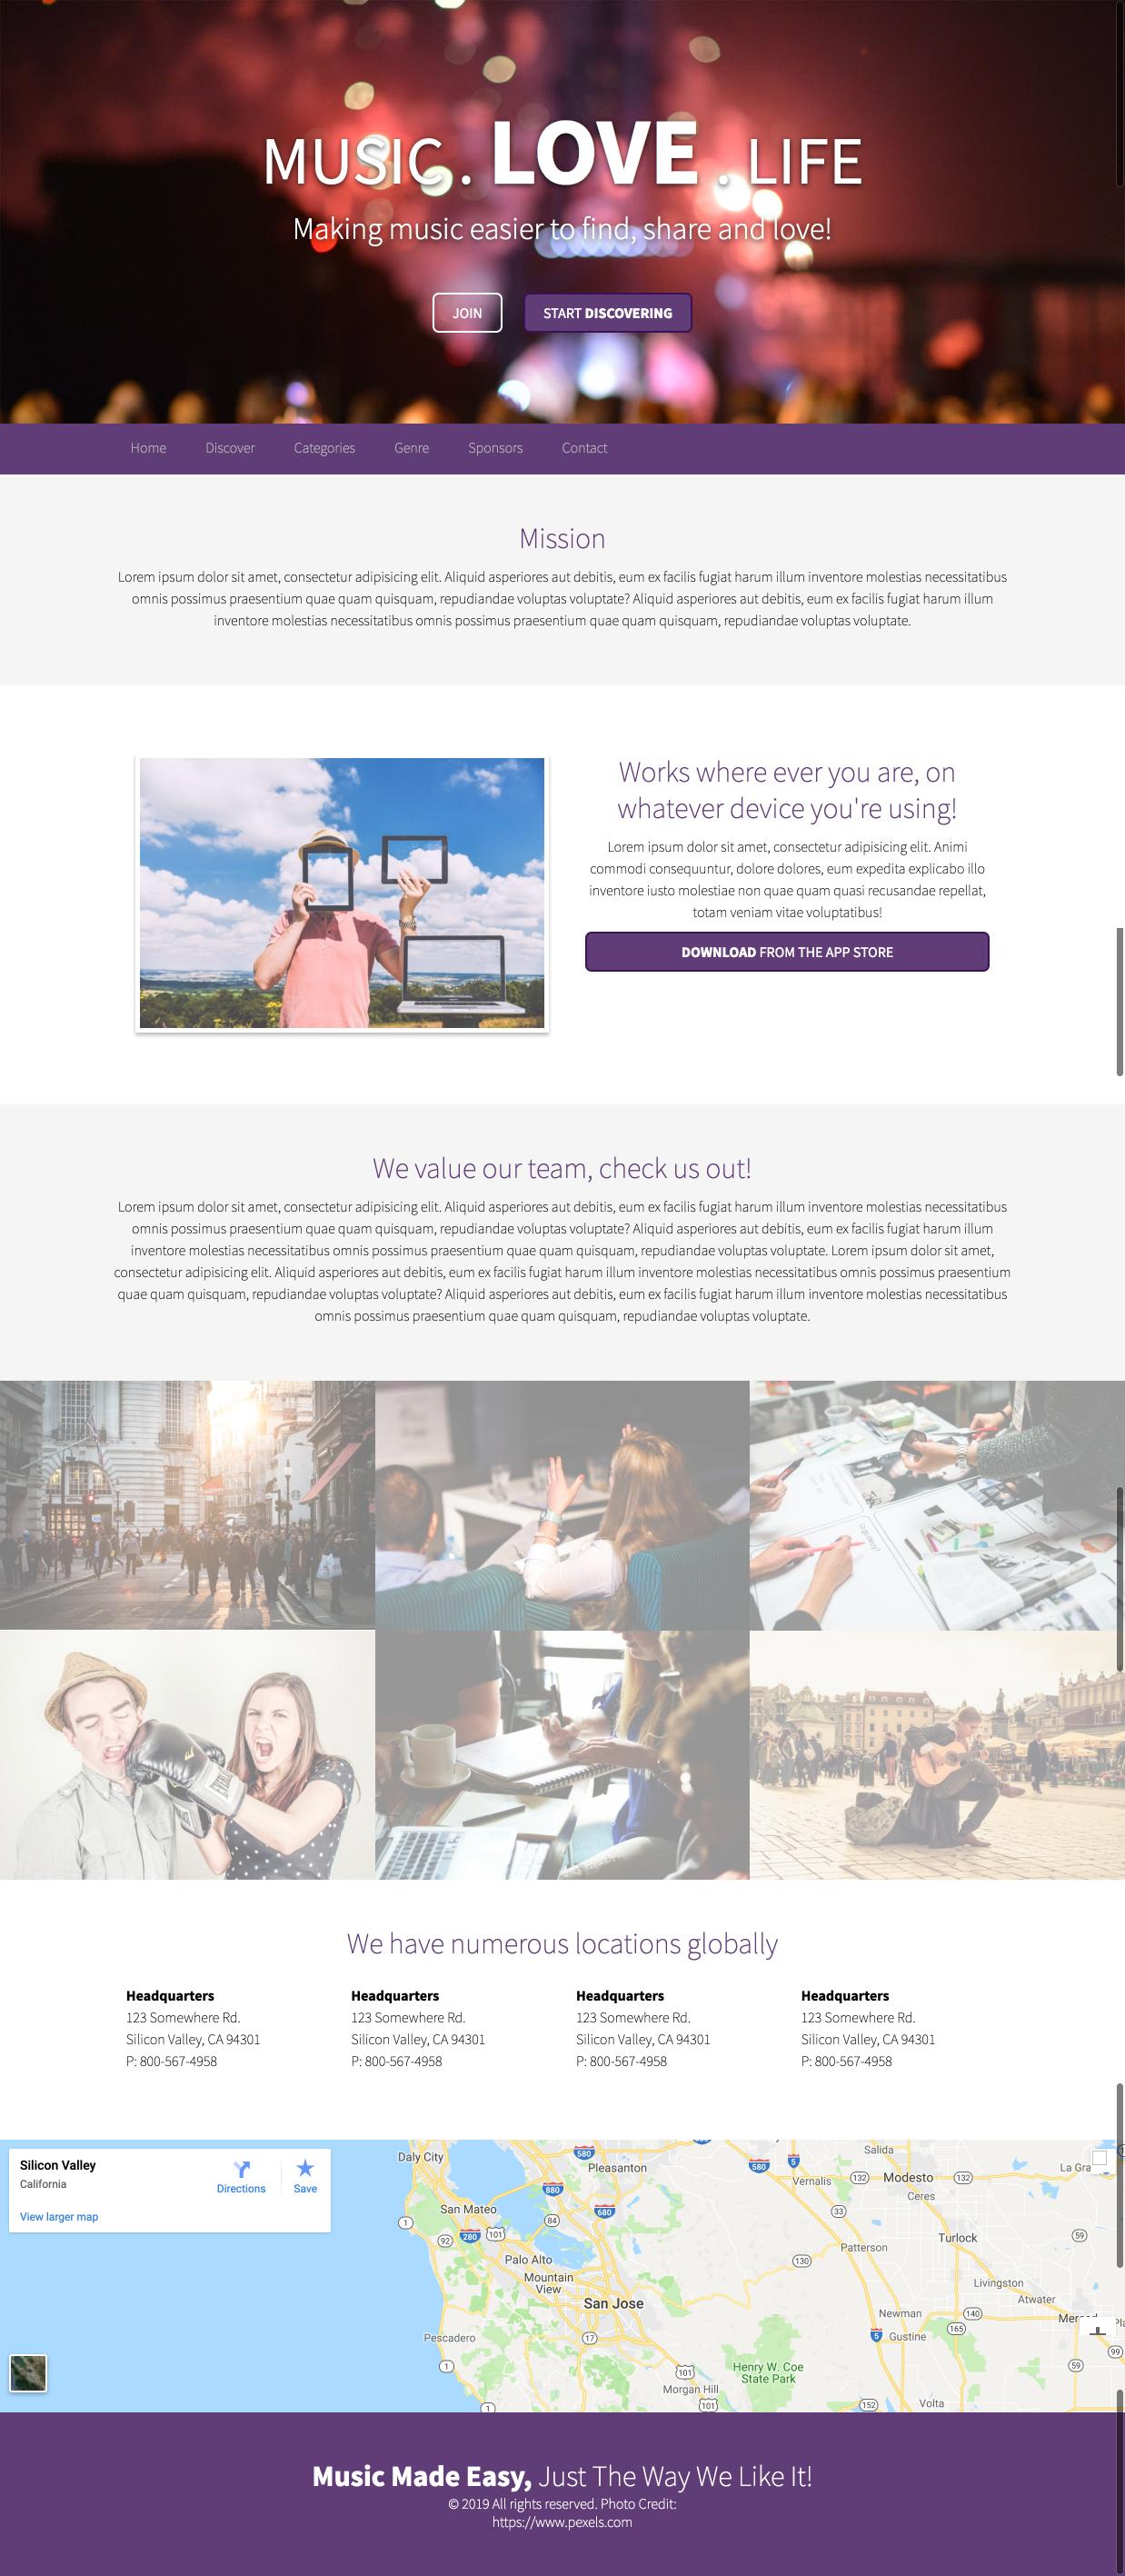 MUSIC . LOVE . LIFE
Making music easier to find, share and love!
JOIN
START DISCOVERING
Home
Discover
Categories
Genre
Sponsors
Contact
Mission
Lorem ipsum dolor sit amet, consectetur adipisicing elit. Aliquid asperiores aut debitis, eum ex facilis fugiat harum illum inventore molestias necessitatibus
omnis possimus praesentium quae quam quisquam, repudiandae voluptas voluptate? Aliquid asperiores aut debitis, eum ex facilis fugiat harum illum
inventore molestias necessitatibus omnis possimus praesentium quae quam quisquam, repudiandae voluptas voluptate.
Works where ever you are, on
whatever device you're using!
Lorem ipsum dolor sit amet, consectetur adipisicing elit. Animi
commodi consequuntur, dolore dolores, eum expedita explicabo illo
inventore iusto molestiae non quae quam quasi recusandae repellat,
totam veniam vitae voluptatibus!
DOWNLOAD FROM THE APP STORE
We value our team, check us out!
Lorem ipsum dolor sit amet, consectetur adipisicing elit. Aliquid asperiores aut debitis, eum ex facilis fugiat harum illum inventore molestias necessitatibus
omnis possimus praesentium quae quam quisquam, repudiandae voluptas voluptate? Aliquid asperiores aut debitis, eum ex facilis fugiat harum illum
inventore molestias necessitatibus omnis possimus praesentium quae quam quisquam, repudiandae voluptas voluptate. Lorem ipsum dolor sit amet,
consectetur adipisicing elit. Aliquid asperiores aut debitis, eum ex facilis fugiat harum illum inventore molestias necessitatibus omnis possimus praesentium
quae quam quisquam, repudiandae voluptas voluptate? Aliquid asperiores aut debitis, eum ex facilis fugiat harum illum inventore molestias necessitatibus
omnis possimus praesentium quae quam quisquam, repudiandae voluptas voluptate.
We have numerous locations globally
Headquarters
123 Somewhere Rd.
Silicon Valley, CA 94301
P: 800-567-4958
Headquarters
123 Somewhere Rd.
Silicon Valley, CA 94301
P: 800-567-4958
Headquarters
123 Somewhere Rd.
Silicon Valley, CA 94301
P: 800-567-4958
Headquarters
123 Somewhere Rd.
Silicon Valley, CA 94301
P: 800-567-4958
Silicon Valley
California
Directions
Save
View larger map
Daly City
580
Pleasanton
580
5
Salida
Vernalis
132
Modesto
132
La Gra
880
San Mateo
680
Ceres
1
84
33
92
280
101
Turlock
59
Patterson
Palo Alto
130
Mountain
View
Livingston
San Jose
Atwater
Newman
140
165
Pescadero
17
5
Gustine
99
1
101
Henry W. Coe
State Park
59
Morgan Hill
1
101
152
Volta
Music Made Easy, Just The Way We Like It!
© 2019 All rights reserved. Photo Credit:
https://www.pexels.com